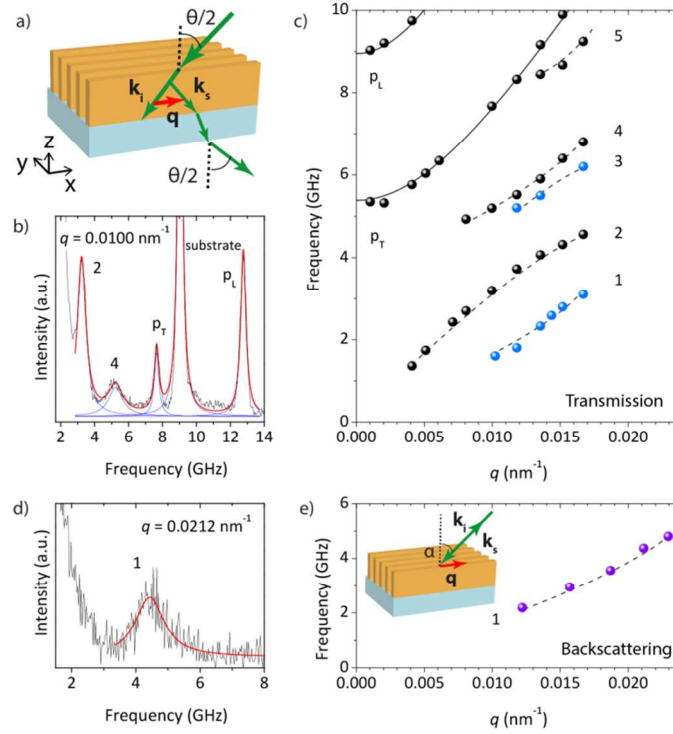 a)
θ/2
k_i
k_s
q
θ/2
z
y
x
b)
q = 0.0100 nm⁻¹
substrate
2
4
p_T
p_L
Intensity (a.u.)
2 4 6 8 10 12 14
Frequency (GHz)
c)
10
8
6
4
2
0
Frequency (GHz)
p_L
p_T
5
4
3
2
1
Transmission
0.000 0.005 0.010 0.015 0.020
q (nm⁻¹)
d)
q = 0.0212 nm⁻¹
1
Intensity (a.u.)
2 4 6 8
Frequency (GHz)
e)
6
4
2
0
Frequency (GHz)
k_i
α
k_s
q
1
Backscattering
0.000 0.005 0.010 0.015 0.020
q (nm⁻¹)